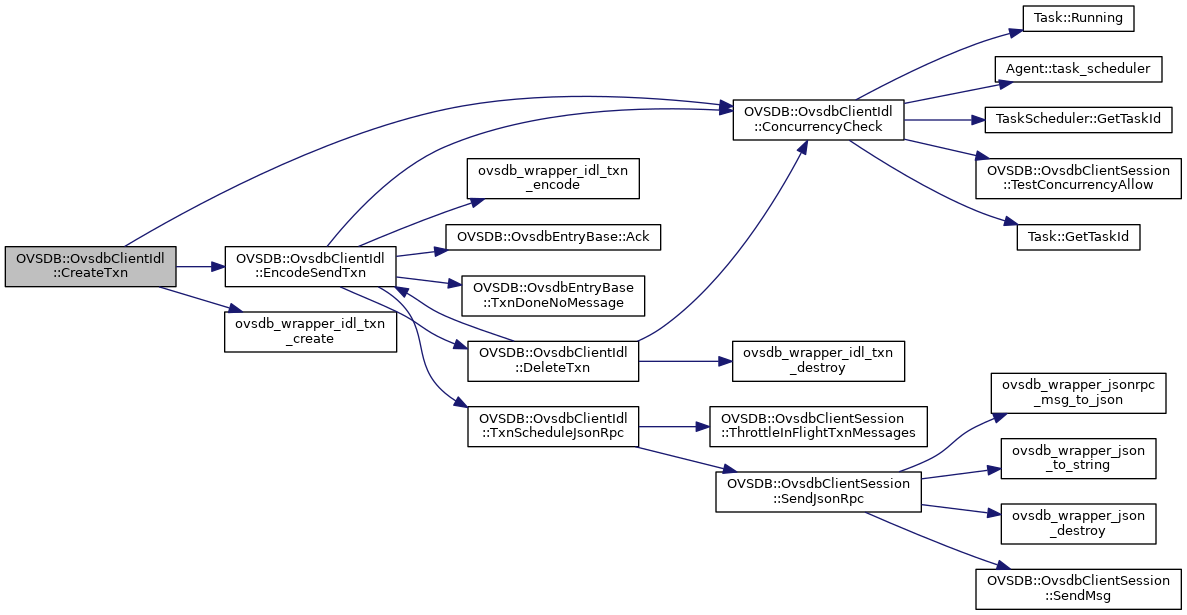 OVSDB::OvsdbClientIdl
::CreateTxn
OVSDB::OvsdbClientIdl
::EncodeSendTxn
ovsdb_wrapper_idl_txn
_create
ovsdb_wrapper_idl_txn
_encode
OVSDB::OvsdbEntryBase::Ack
OVSDB::OvsdbEntryBase
::TxnDoneNoMessage
OVSDB::OvsdbClientIdl
::DeleteTxn
OVSDB::OvsdbClientIdl
::TxnScheduleJsonRpc
OVSDB::OvsdbClientIdl
::ConcurrencyCheck
ovsdb_wrapper_idl_txn
_destroy
OVSDB::OvsdbClientSession
::ThrottleInFlightTxnMessages
OVSDB::OvsdbClientSession
::SendJsonRpc
Task::Running
Agent::task_scheduler
TaskScheduler::GetTaskId
OVSDB::OvsdbClientSession
::TestConcurrencyAllow
Task::GetTaskId
ovsdb_wrapper_jsonrpc
_msg_to_json
ovsdb_wrapper_json
_to_string
ovsdb_wrapper_json
_destroy
OVSDB::OvsdbClientSession
::SendMsg